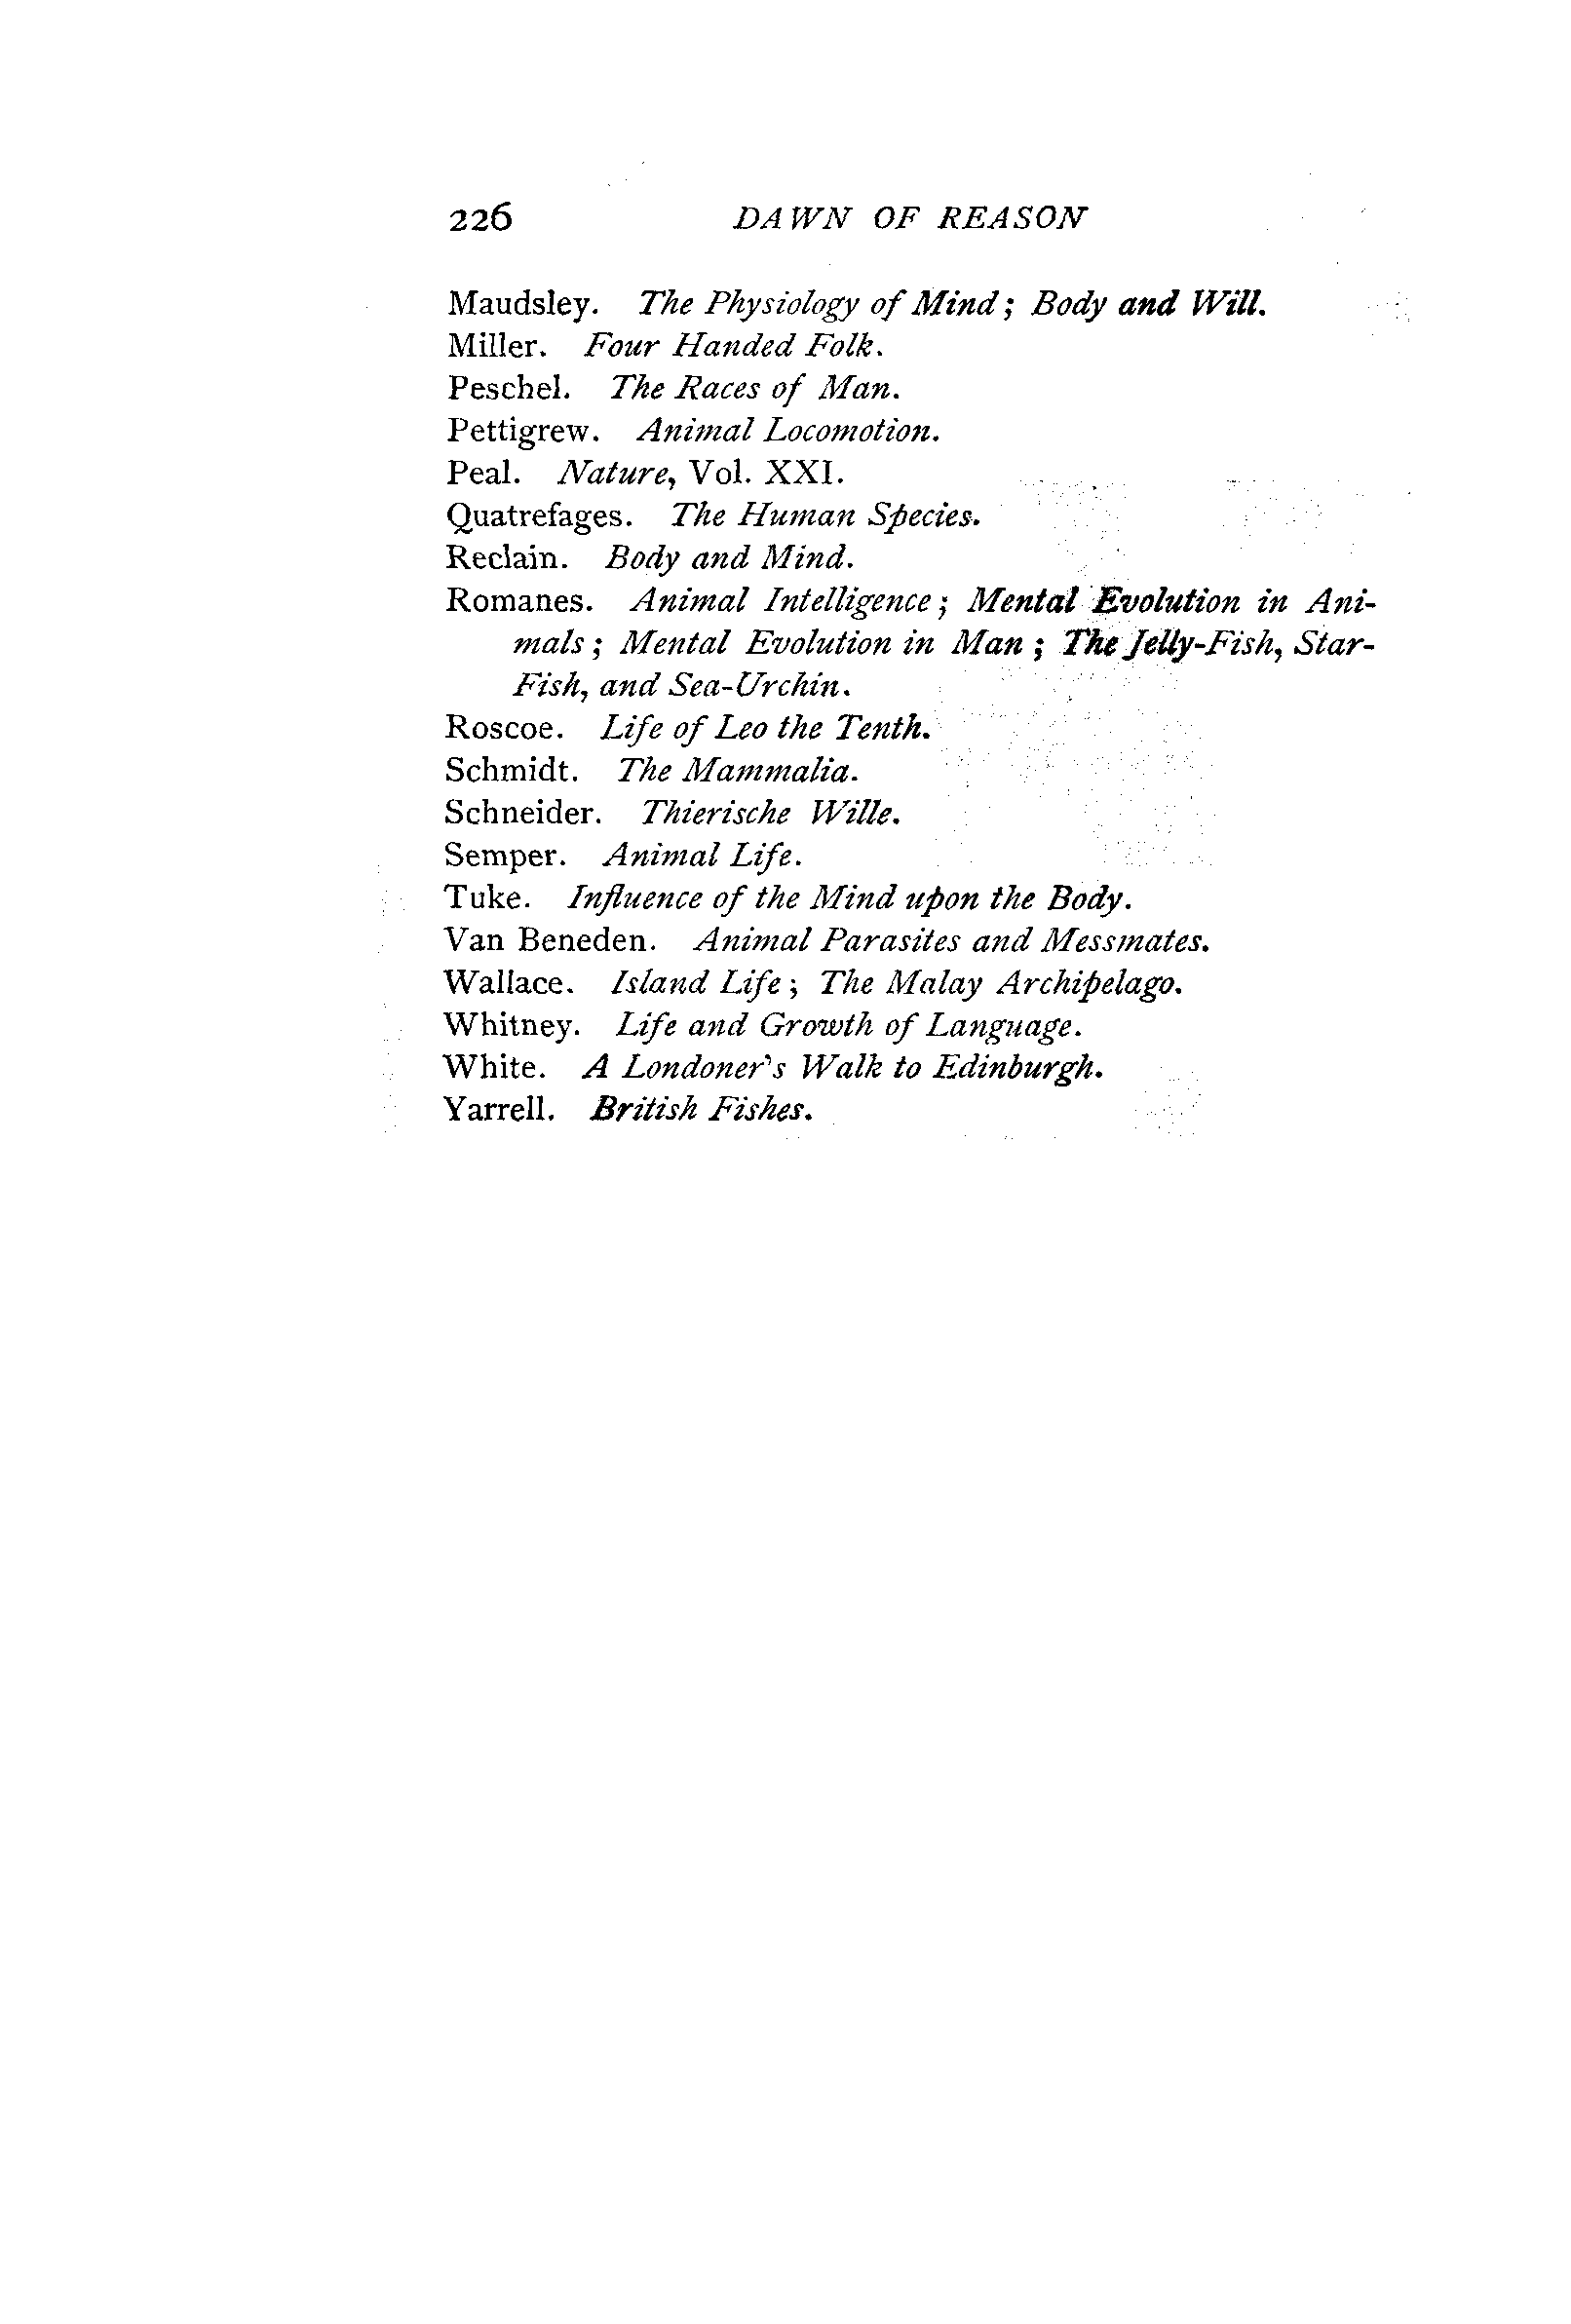 226 DAWN OF REASON
Maudsley. The Physiology of Mind; Body and Will.
Miller. Four Handed Folk.
Peschel. The Races of Man.
Pettigrew. Animal Locomotion.
Peal. Nature, Vol. XXI.
Quatrefages. The Human Species.
Reclain. Body and Mind.
Romanes. Animal Intelligence; Mental Evolution in Ani-
mals; Mental Evolution in Man; The Jelly-Fish, Star-
Fish, and Sea-Urchin.
Roscoe. Life of Leo the Tenth.
Schmidt. The Mammalia.
Schneider. Thierische Wille.
Semper. Animal Life.
Tuke. Influence of the Mind upon the Body.
Van Beneden. Animal Parasites and Messmates.
Wallace. Island Life; The Malay Archipelago.
Whitney. Life and Growth of Language.
White. A Londoner's Walk to Edinburgh.
Yarrell. British Fishes.